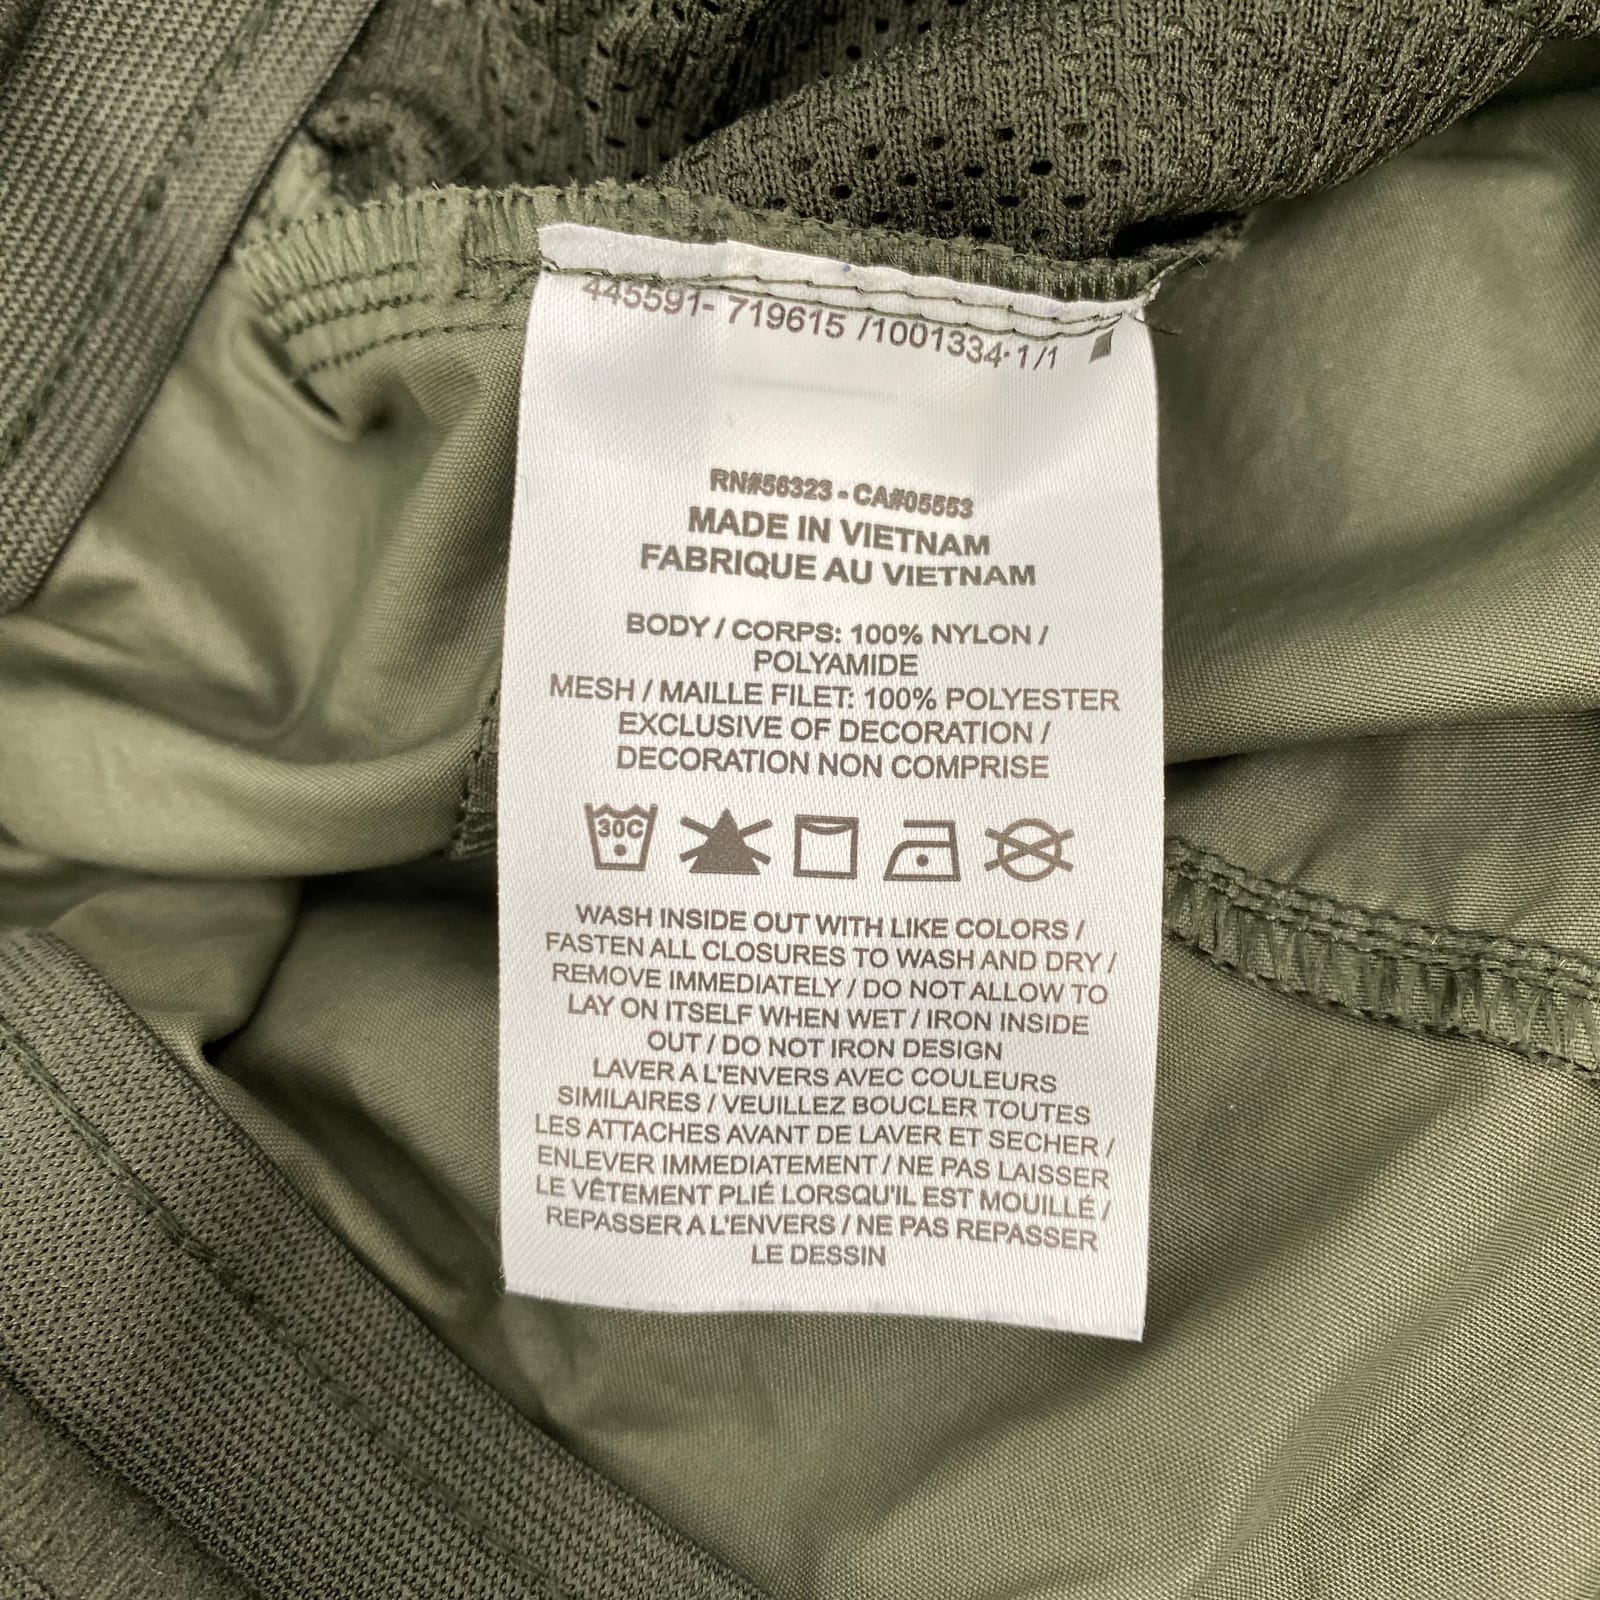 445591- 719615 /1001334·1/1
RN#56323 - CA#05553
MADE IN VIETNAM
FABRIQUE AU VIETNAM
BODY / CORPS: 100% NYLON /
POLYAMIDE
MESH / MAILLE FILET: 100% POLYESTER
EXCLUSIVE OF DECORATION /
DECORATION NON COMPRISE
30C
WASH INSIDE OUT WITH LIKE COLORS /
FASTEN ALL CLOSURES TO WASH AND DRY /
REMOVE IMMEDIATELY / DO NOT ALLOW TO
LAY ON ITSELF WHEN WET / IRON INSIDE
OUT / DO NOT IRON DESIGN
LAVER A L'ENVERS AVEC COULEURS
SIMILAIRES / VEUILLEZ BOUCLER TOUTES
LES ATTACHES AVANT DE LAVER ET SECHER /
ENLEVER IMMEDIATEMENT / NE PAS LAISSER
LE VÊTEMENT PLIÉ LORSQU'IL EST MOUILLÉ /
REPASSER A L'ENVERS / NE PAS REPASSER
LE DESSIN